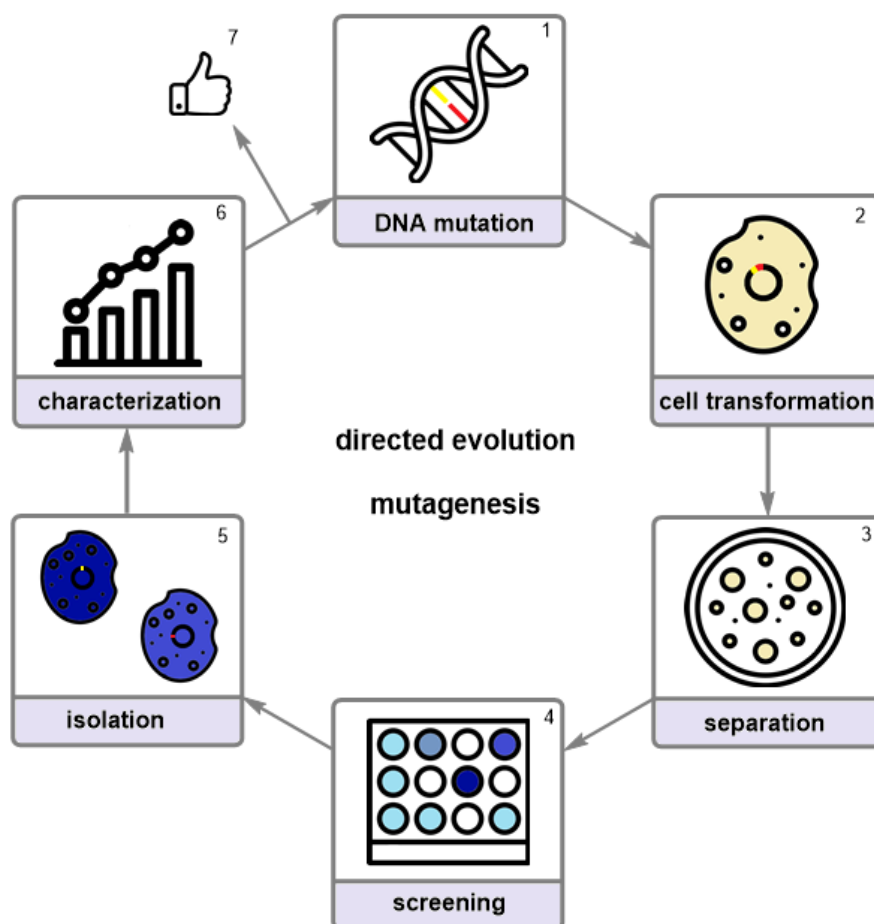 7
1
DNA mutation
2
cell transformation
3
separation
4
screening
5
isolation
6
characterization
directed evolution
mutagenesis